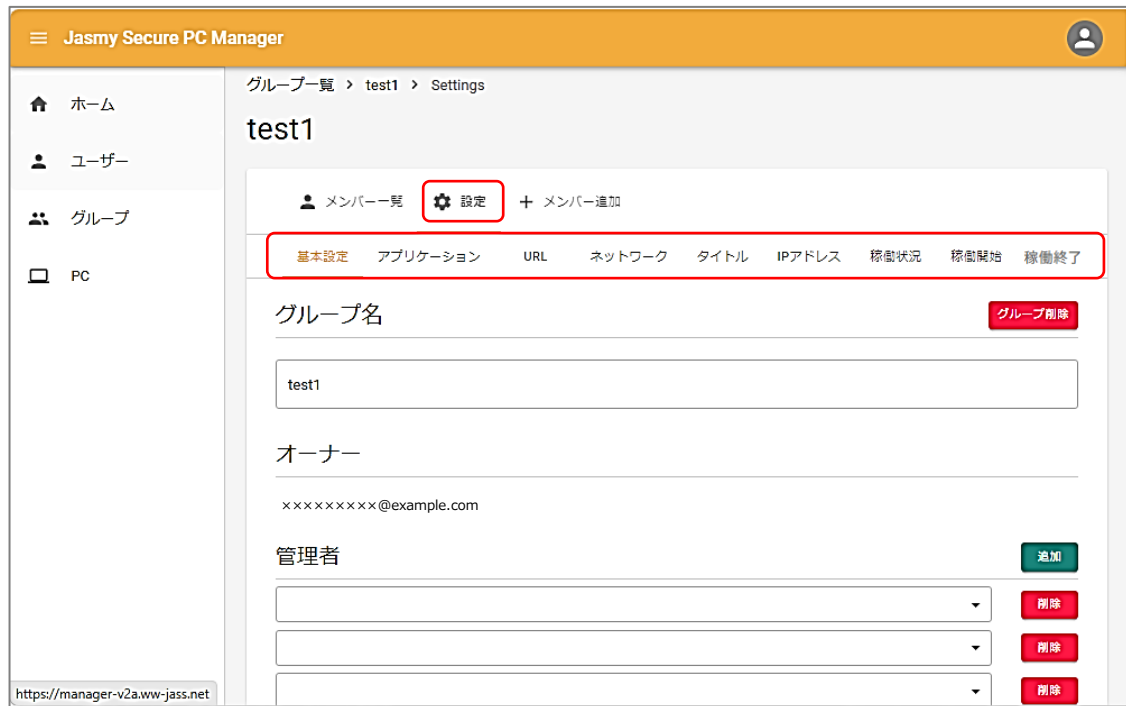 Jasmy Secure PC Manager
ホーム
ユーザー
グループ
PC
グループ一覧 > test1 > Settings
test1
メンバー一覧 設定 + メンバー追加
基本設定 アプリケーション URL ネットワーク タイトル IPアドレス 稼働状況 稼働開始 稼働終了
グループ名 グループ削除
test1
オーナー
×××××××××@example.com
管理者 追加
削除
削除
削除
https://manager-v2a.ww-jass.net